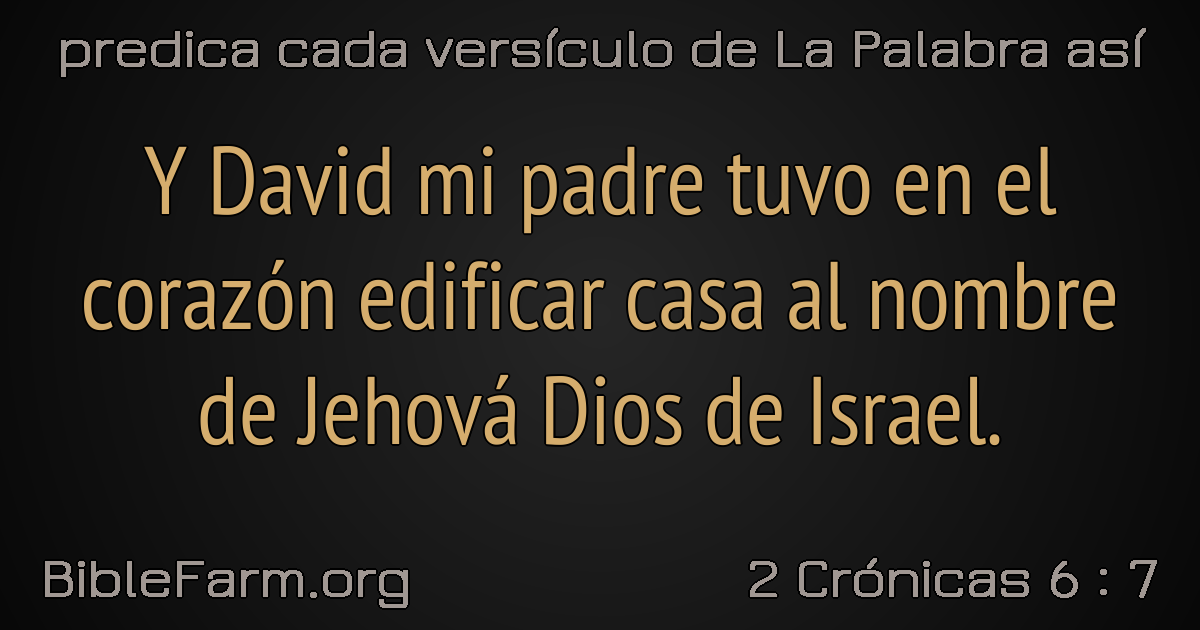 predica cada versículo de La Palabra así
Y David mi padre tuvo en el
corazón edificar casa al nombre
de Jehová Dios de Israel.
BibleFarm.org
2 Crónicas 6 : 7